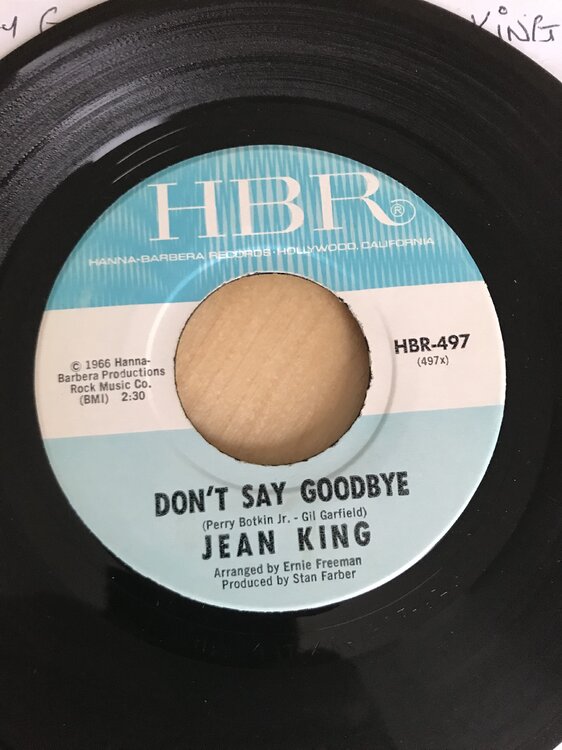 KING
HBR®
HANNA-BARBERA RECORDS · HOLLYWOOD, CALIFORNIA
© 1966 Hanna-
Barbera Productions
Rock Music Co.
(BMI) 2:30
HBR-497
(497x)
DON'T SAY GOODBYE
(Perry Botkin Jr. - Gil Garfield)
JEAN KING
Arranged by Ernie Freeman
Produced by Stan Farber